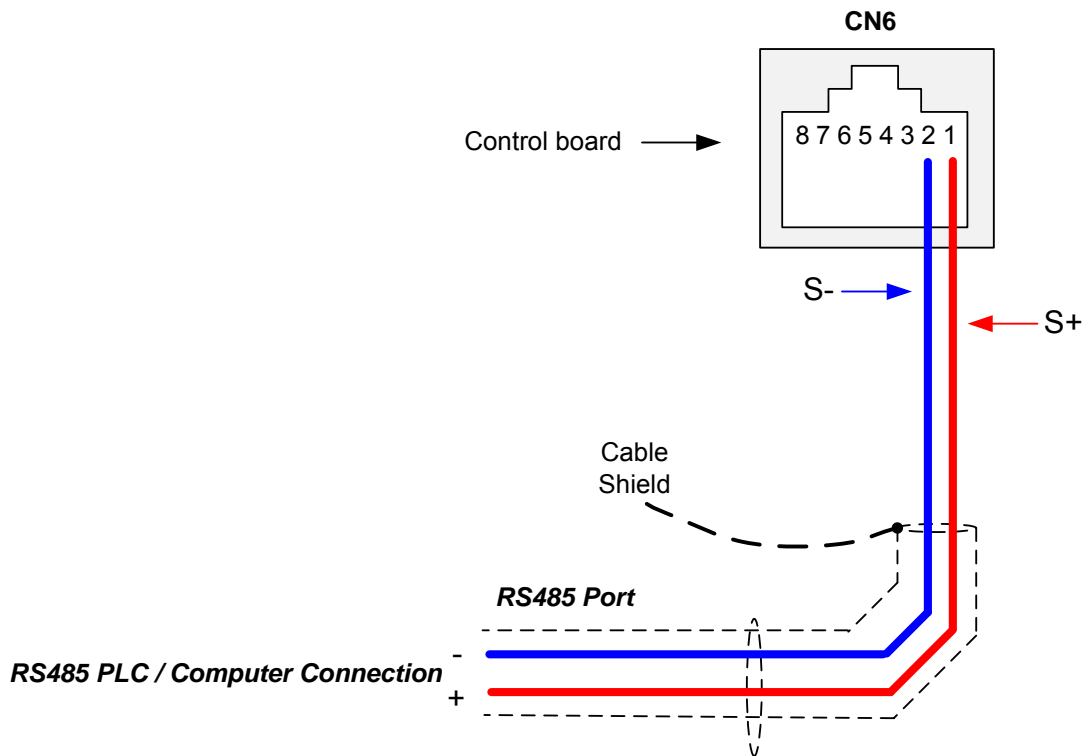 CN6
Control board
8 7 6 5 4 3 2 1
S-
S+
Cable
Shield
RS485 Port
-
RS485 PLC / Computer Connection
+